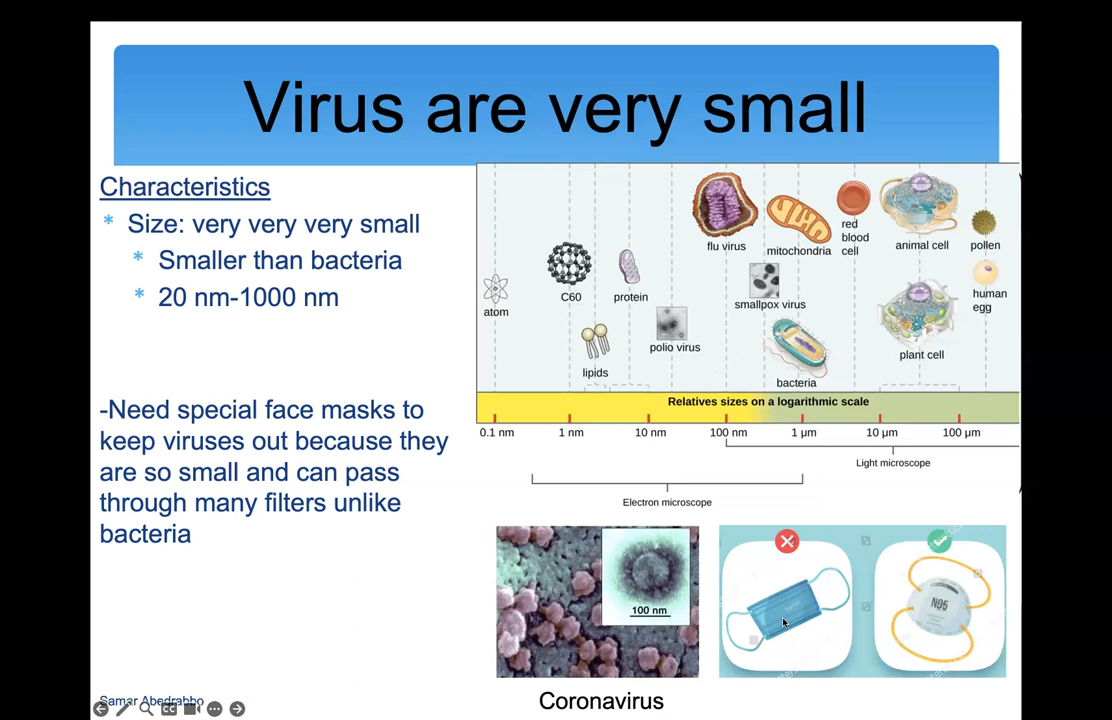 Virus are very small
Characteristics
* Size: very very very small
* Smaller than bacteria
* 20 nm-1000 nm
-Need special face masks to
keep viruses out because they
are so small and can pass
through many filters unlike
bacteria
atom
C60
lipids
protein
polio virus
flu virus
smallpox virus
mitochondria
bacteria
red
blood
cell
animal cell
plant cell
pollen
human
egg
Relatives sizes on a logarithmic scale
0.1 nm
1 nm
10 nm
100 nm
1 µm
10 µm
100 µm
Light microscope
Electron microscope
100 nm
N95
Coronavirus
Samar Abedrabbo
CC